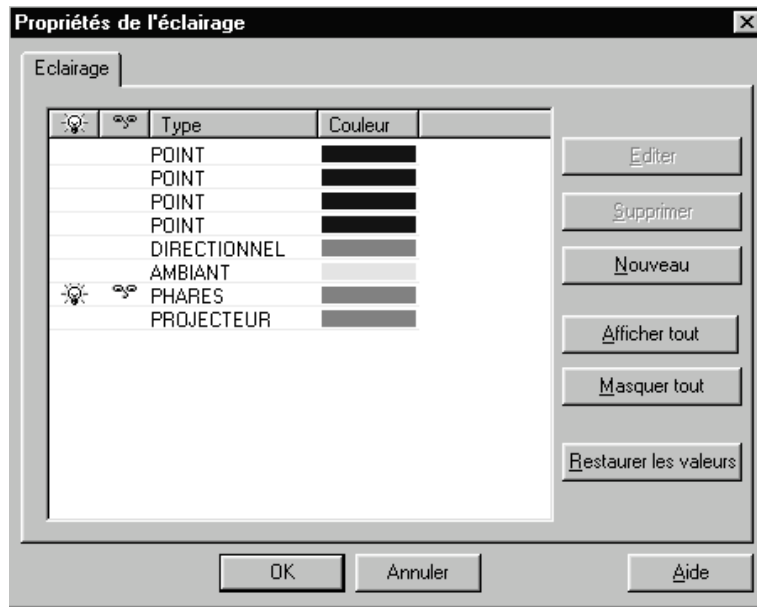 Propriétés de l'éclairage
Eclairage
Type Couleur
POINT
POINT
POINT
POINT
DIRECTIONNEL
AMBIANT
PHARES
PROJECTEUR
Editer
Supprimer
Nouveau
Afficher tout
Masquer tout
Restaurer les valeurs
OK Annuler Aide